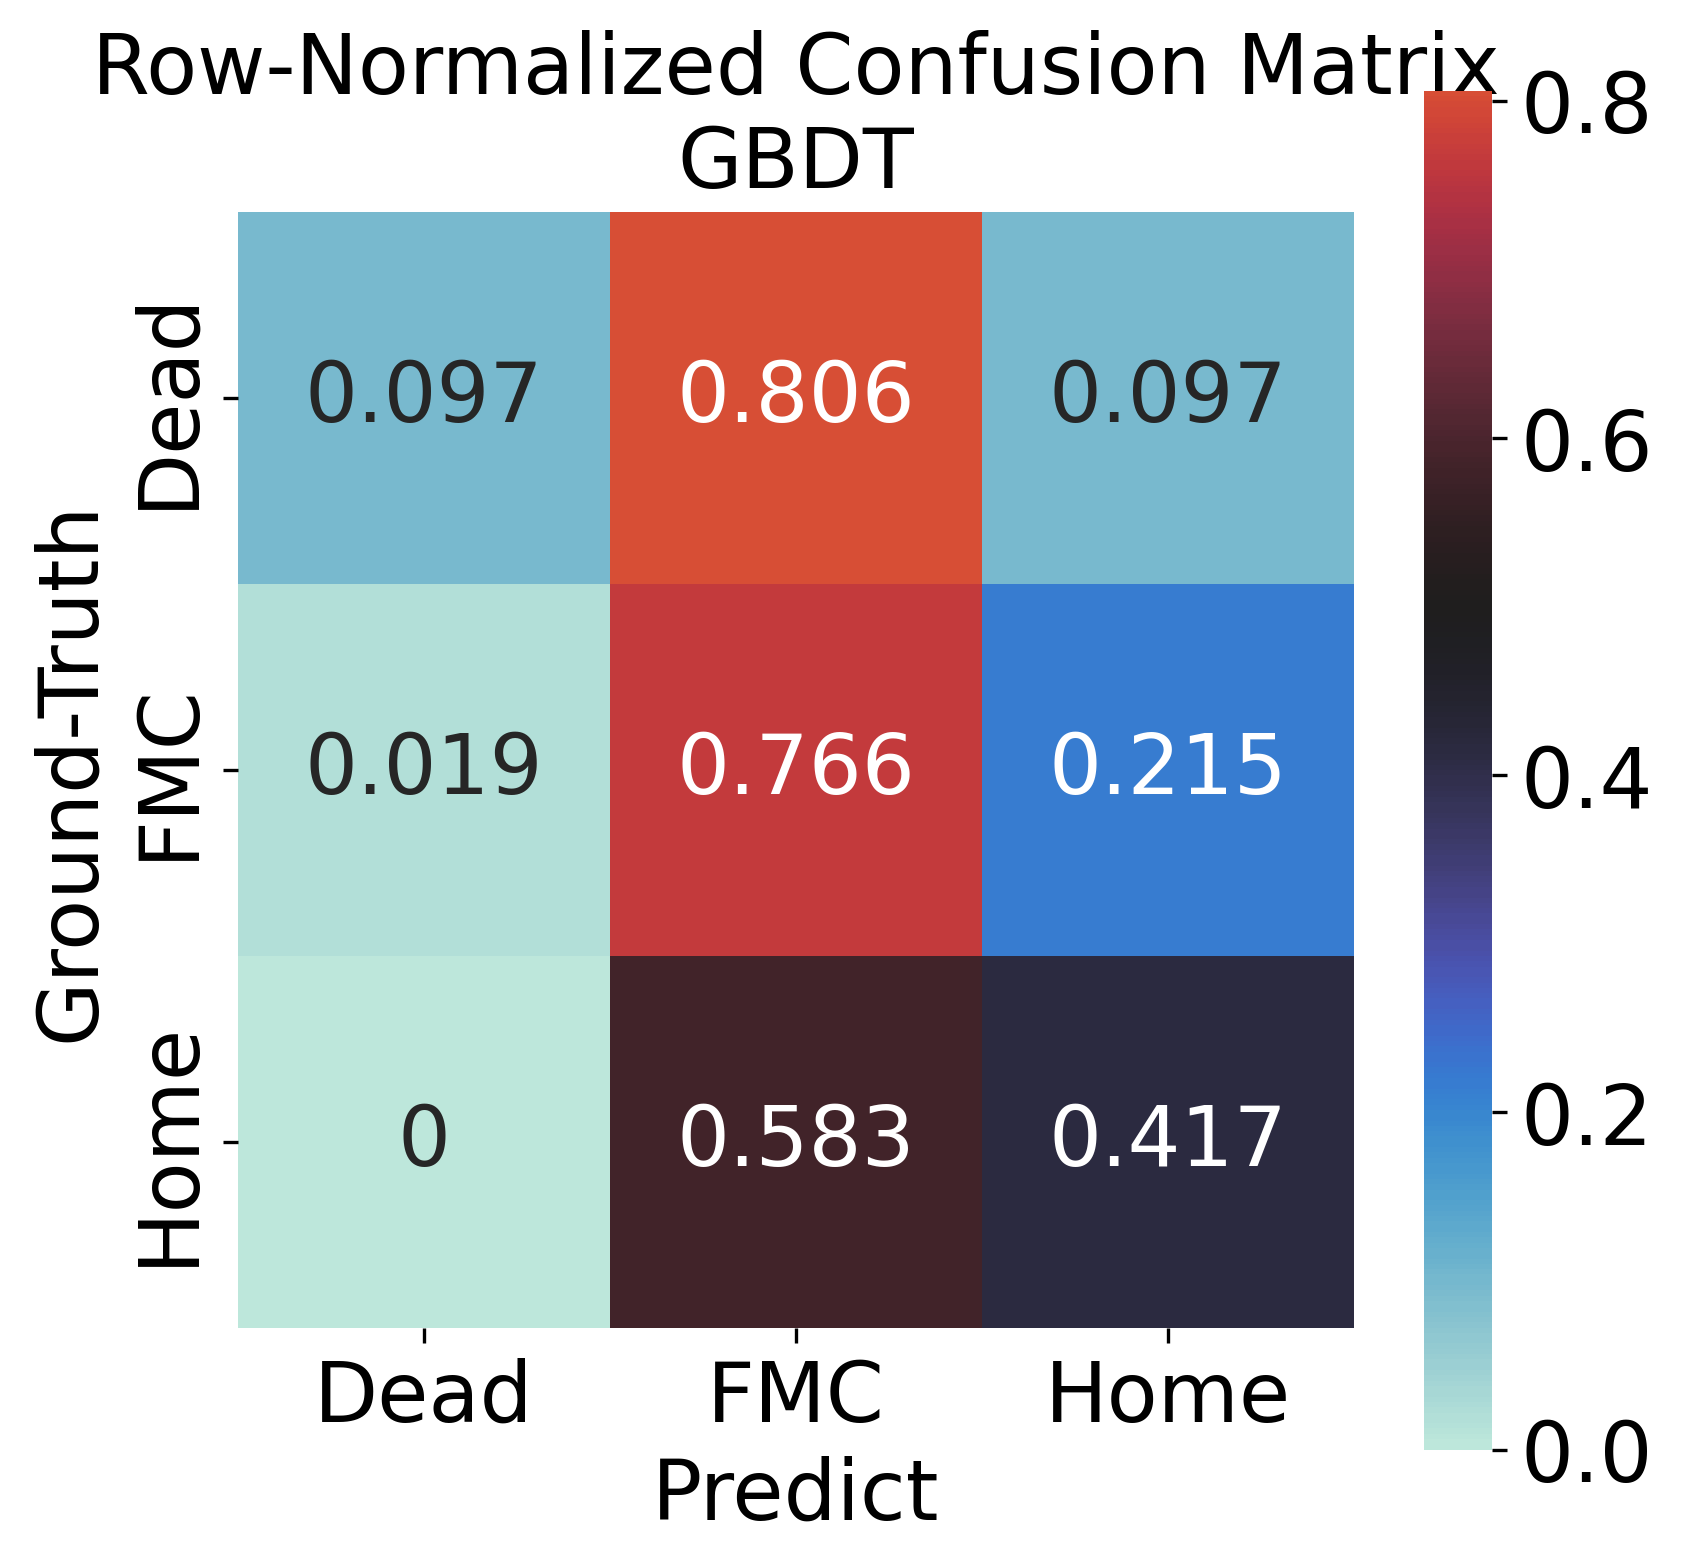 Row-Normalized Confusion Matrix
GBDT
Ground-Truth
Dead
0.097 0.806 0.097
FMC
0.019 0.766 0.215
Home
0 0.583 0.417
Dead FMC Home
Predict
0.8
0.6
0.4
0.2
0.0